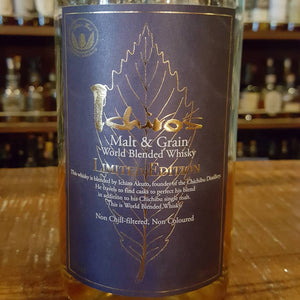 Ichiro's
Malt & Grain
World Blended Whisky
LIMITED EDITION
This whisky is blended by Ichiro Akuto, founder of the Chichibu Distillery.
He travels to find casks to perfect his blend
in addition to his Chichibu single malt.
This is World Blended Whisky.
Non Chill-filtered, Non Coloured